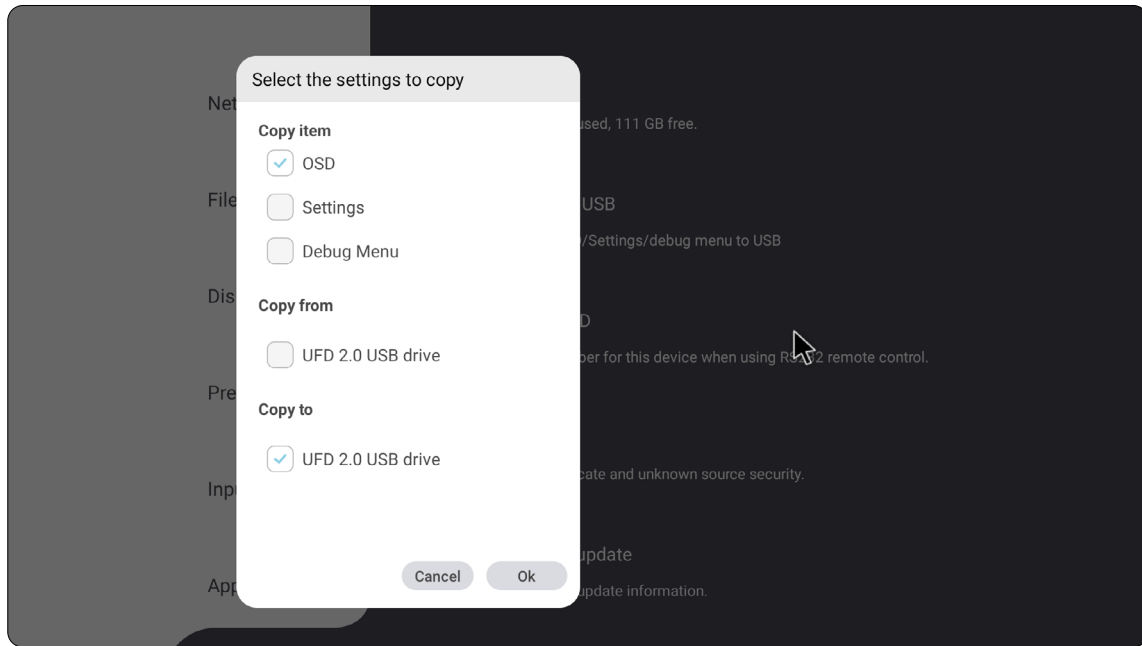 Select the settings to copy
Copy item
OSD
Settings
Debug Menu
Copy from
UFD 2.0 USB drive
Copy to
UFD 2.0 USB drive
Cancel
Ok
Net
File
Dis
Pre
Inp
App
used, 111 GB free.
USB
/Settings/debug menu to USB
D
for this device when using RS232 remote control.
and unknown source security.
update
update information.